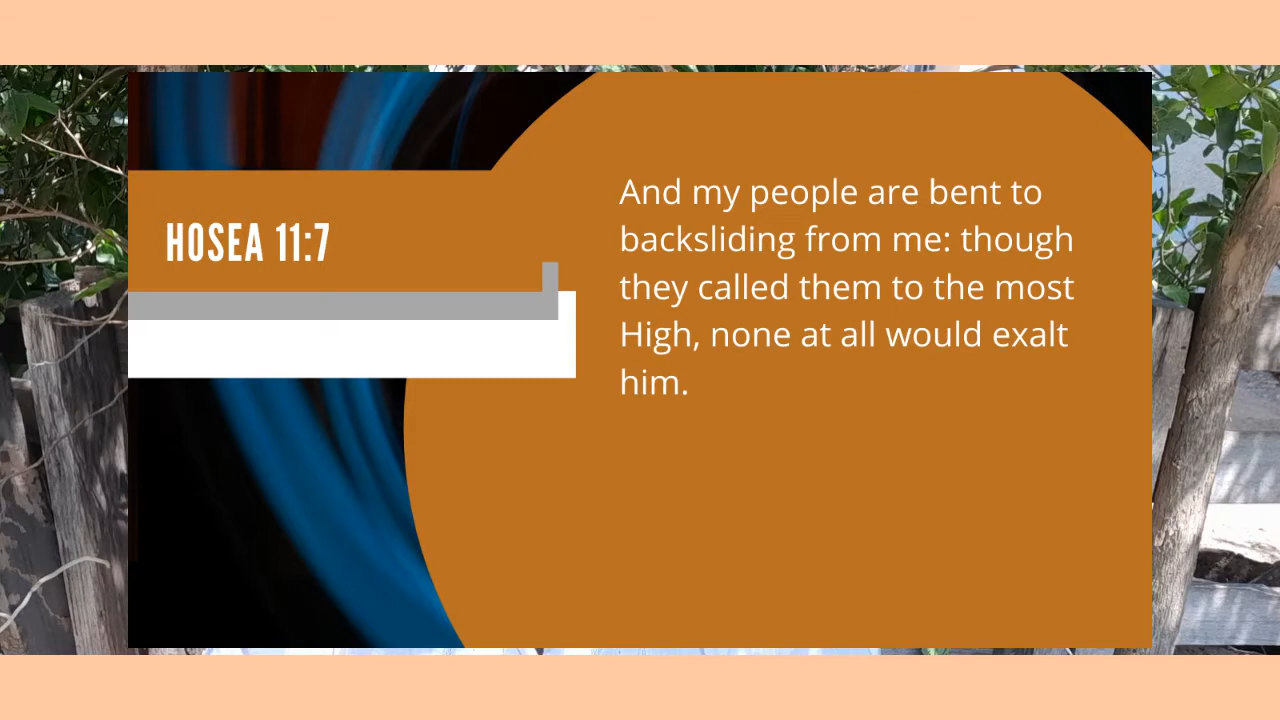 HOSEA 11:7
And my people are bent to
backsliding from me: though
they called them to the most
High, none at all would exalt
him.